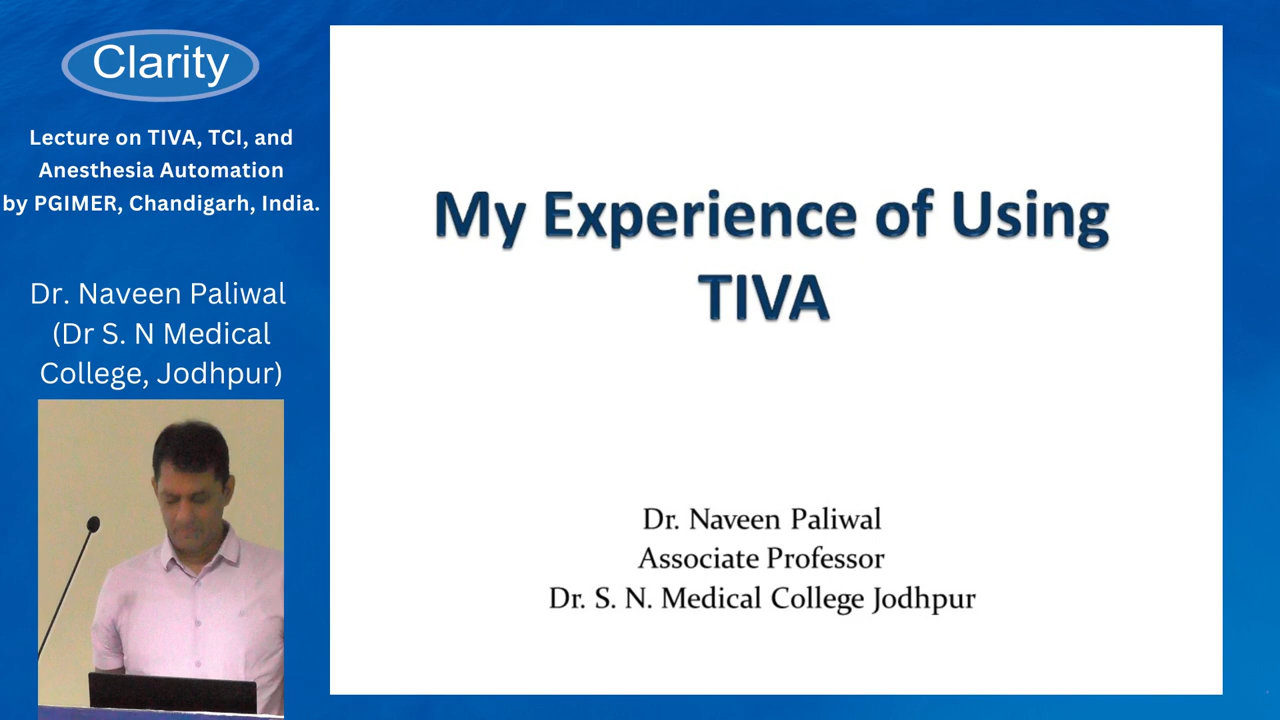 Clarity
Lecture on TIVA, TCI, and
Anesthesia Automation
by PGIMER, Chandigarh, India.
Dr. Naveen Paliwal
(Dr S. N Medical
College, Jodhpur)
My Experience of Using
TIVA
Dr. Naveen Paliwal
Associate Professor
Dr. S. N. Medical College Jodhpur